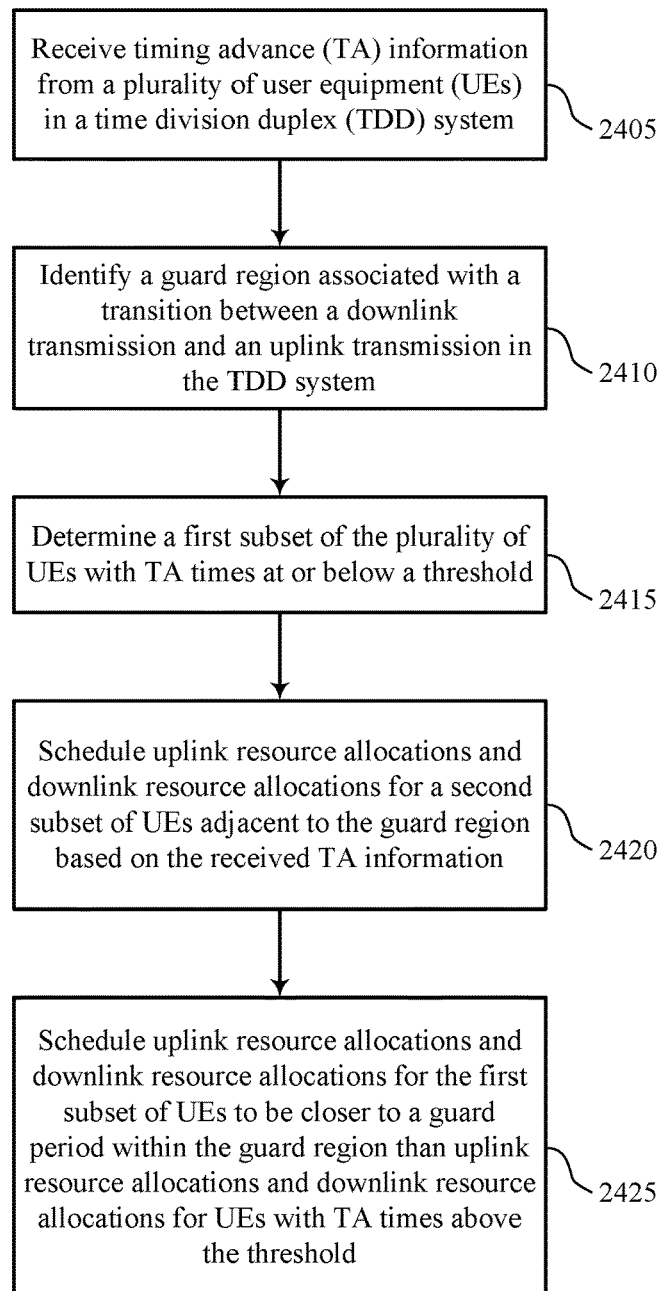 Receive timing advance (TA) information
from a plurality of user equipment (UEs)
in a time division duplex (TDD) system
2405
Identify a guard region associated with a
transition between a downlink
transmission and an uplink transmission in
the TDD system
2410
Determine a first subset of the plurality of
UEs with TA times at or below a threshold
2415
Schedule uplink resource allocations and
downlink resource allocations for a second
subset of UEs adjacent to the guard region
based on the received TA information
2420
Schedule uplink resource allocations and
downlink resource allocations for the first
subset of UEs to be closer to a guard
period within the guard region than uplink
resource allocations and downlink resource
allocations for UEs with TA times above
the threshold
2425